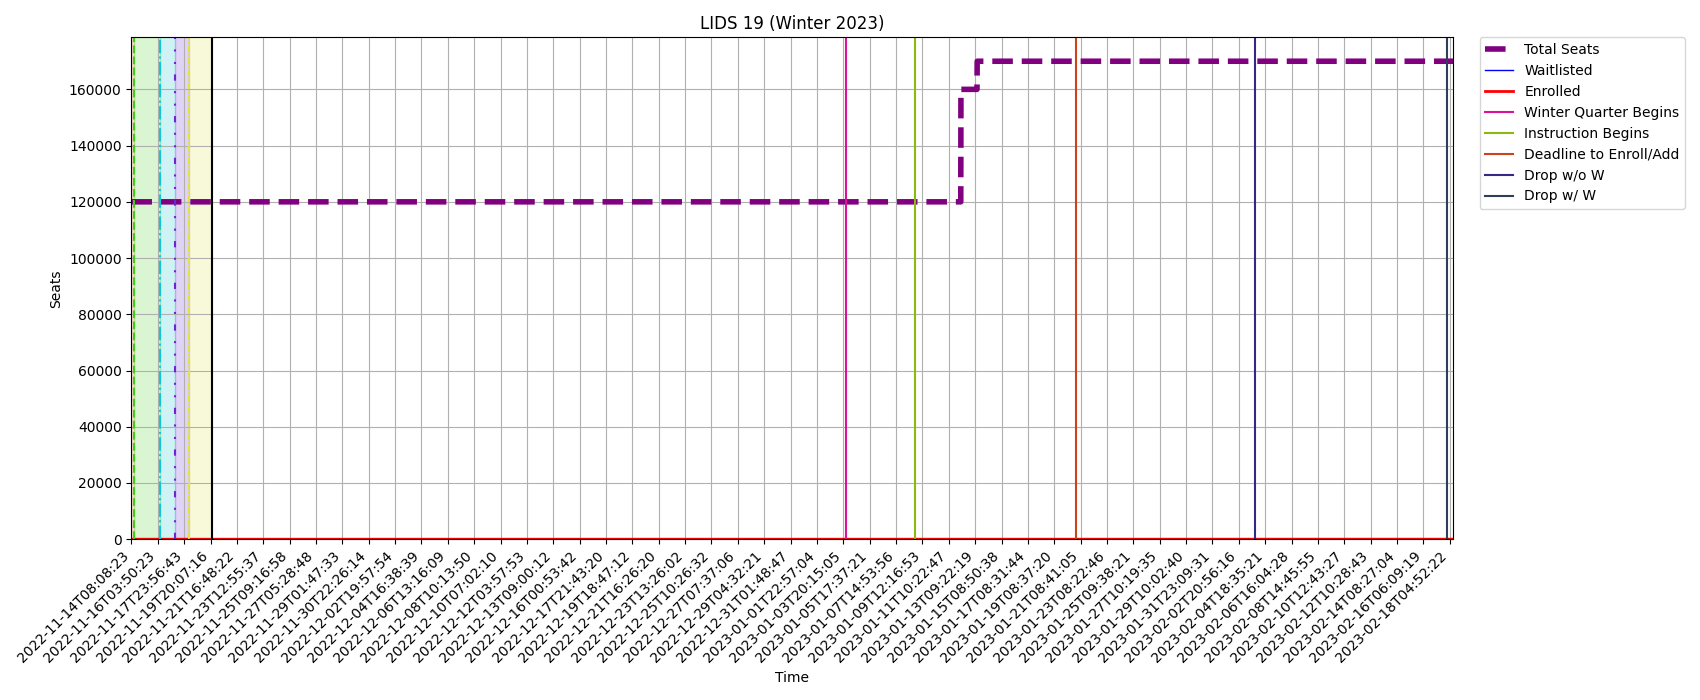 LIDS 19 (Winter 2023)
Total Seats
Waitlisted
Enrolled
Winter Quarter Begins
Instruction Begins
Deadline to Enroll/Add
Drop w/o W
Drop w/ W
Seats
160000
140000
120000
100000
80000
60000
40000
20000
0
2022-11-14T08:08:23
2022-11-16T03:50:23
2022-11-17T23:56:43
2022-11-19T20:07:16
2022-11-21T16:48:22
2022-11-23T12:55:37
2022-11-25T09:16:58
2022-11-27T05:28:48
2022-11-29T01:47:33
2022-11-30T22:26:14
2022-12-02T19:57:54
2022-12-04T16:38:39
2022-12-06T13:16:09
2022-12-08T10:13:50
2022-12-10T07:02:10
2022-12-12T03:57:53
2022-12-13T09:00:12
2022-12-16T00:53:42
2022-12-17T21:43:20
2022-12-19T18:47:12
2022-12-21T16:26:20
2022-12-23T13:26:02
2022-12-25T10:26:32
2022-12-27T07:37:06
2022-12-29T04:32:21
2022-12-31T01:48:47
2023-01-01T22:57:04
2023-01-03T20:15:05
2023-01-05T17:37:21
2023-01-07T14:53:56
2023-01-09T12:16:53
2023-01-11T10:22:47
2023-01-13T09:22:19
2023-01-15T08:50:38
2023-01-17T08:31:44
2023-01-19T08:37:20
2023-01-21T08:41:05
2023-01-23T08:22:46
2023-01-25T09:38:21
2023-01-27T10:19:35
2023-01-29T10:02:40
2023-01-31T23:09:31
2023-02-02T20:56:16
2023-02-04T18:35:21
2023-02-06T16:04:28
2023-02-08T14:45:55
2023-02-10T12:43:27
2023-02-12T10:28:43
2023-02-14T08:27:04
2023-02-16T06:09:19
2023-02-18T04:52:22
Time